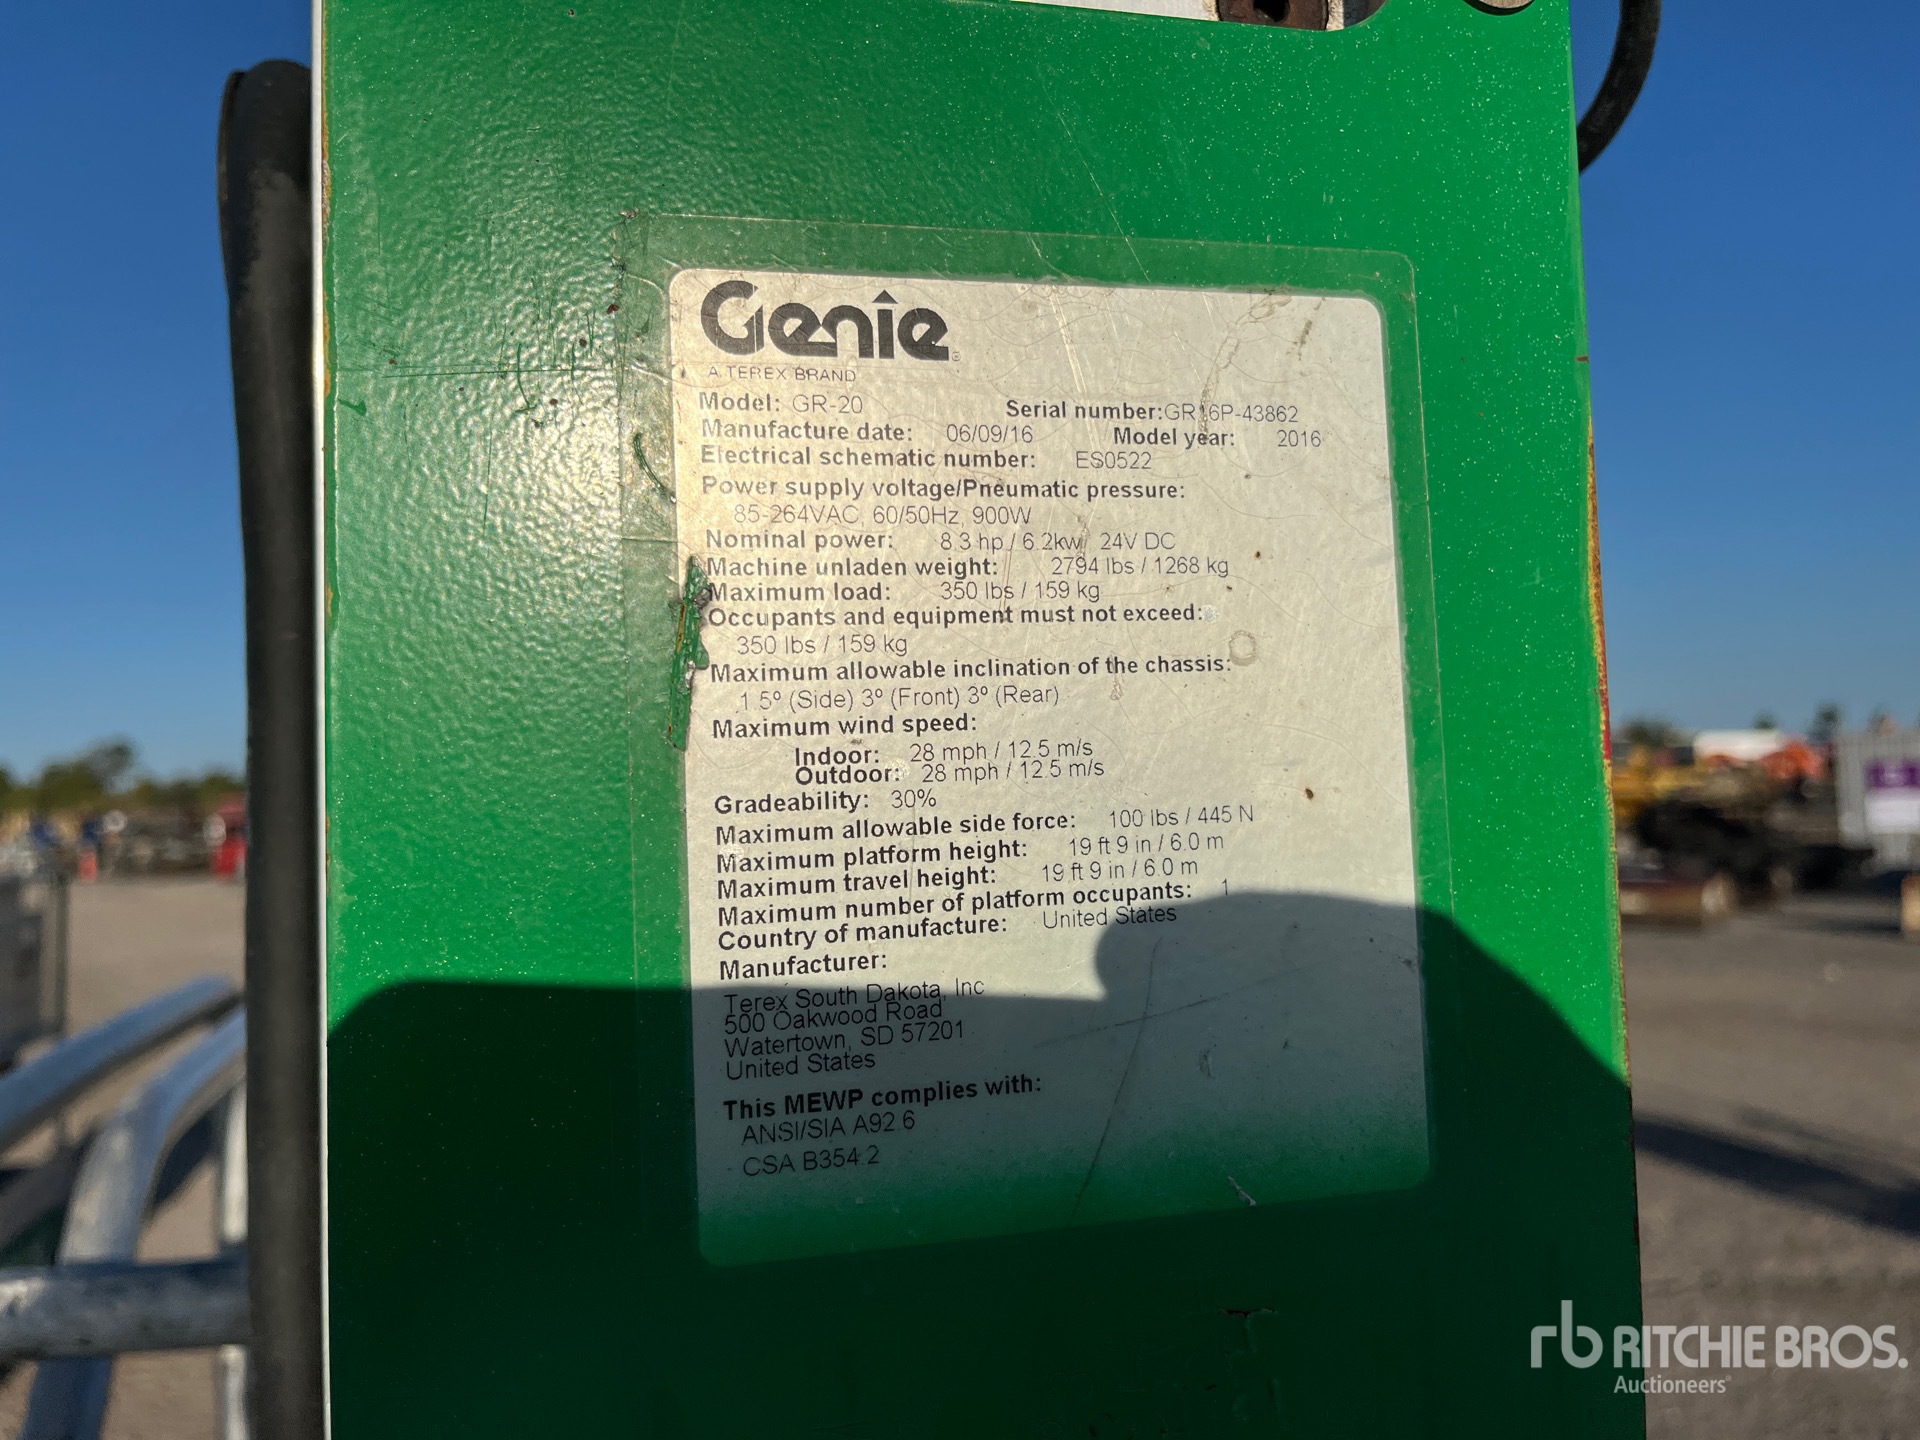 Genie
A TEREX BRAND
Model: GR-20 Serial number:GR16P-43862
Manufacture date: 06/09/16 Model year: 2016
Electrical schematic number: ES0522
Power supply voltage/Pneumatic pressure:
85-264VAC, 60/50Hz, 900W
Nominal power: 8.3 hp / 6.2kw/ 24V DC
Machine unladen weight: 2794 lbs / 1268 kg
Maximum load: 350 lbs / 159 kg
Occupants and equipment must not exceed:
350 lbs / 159 kg
Maximum allowable inclination of the chassis:
1.5º (Side) 3º (Front) 3º (Rear)
Maximum wind speed:
Indoor: 28 mph / 12.5 m/s
Outdoor: 28 mph / 12.5 m/s
Gradeability: 30%
Maximum allowable side force: 100 lbs / 445 N
Maximum platform height: 19 ft 9 in / 6.0 m
Maximum travel height: 19 ft 9 in / 6.0 m
Maximum number of platform occupants: 1
Country of manufacture: United States
Manufacturer:
Terex South Dakota, Inc
500 Oakwood Road
Watertown, SD 57201
United States
This MEWP complies with:
ANSI/SIA A92.6
CSA B354.2
rb RITCHIE BROS.
Auctioneers